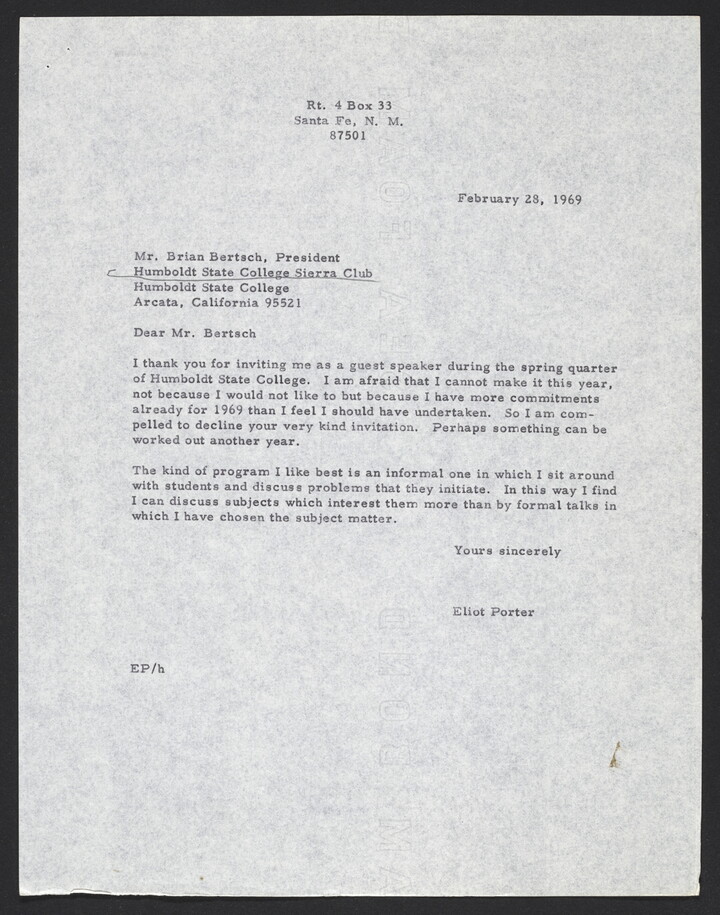 Rt. 4 Box 33
Santa Fe, N. M.
87501
February 28, 1969
Mr. Brian Bertsch, President
Humboldt State College Sierra Club
Humboldt State College
Arcata, California 95521
Dear Mr. Bertsch
I thank you for inviting me as a guest speaker during the spring quarter
of Humboldt State College. I am afraid that I cannot make it this year,
not because I would not like to but because I have more commitments
already for 1969 than I feel I should have undertaken. So I am com-
pelled to decline your very kind invitation. Perhaps something can be
worked out another year.
The kind of program I like best is an informal one in which I sit around
with students and discuss problems that they initiate. In this way I find
I can discuss subjects which interest them more than by formal talks in
which I have chosen the subject matter.
Yours sincerely
Eliot Porter
EP/h